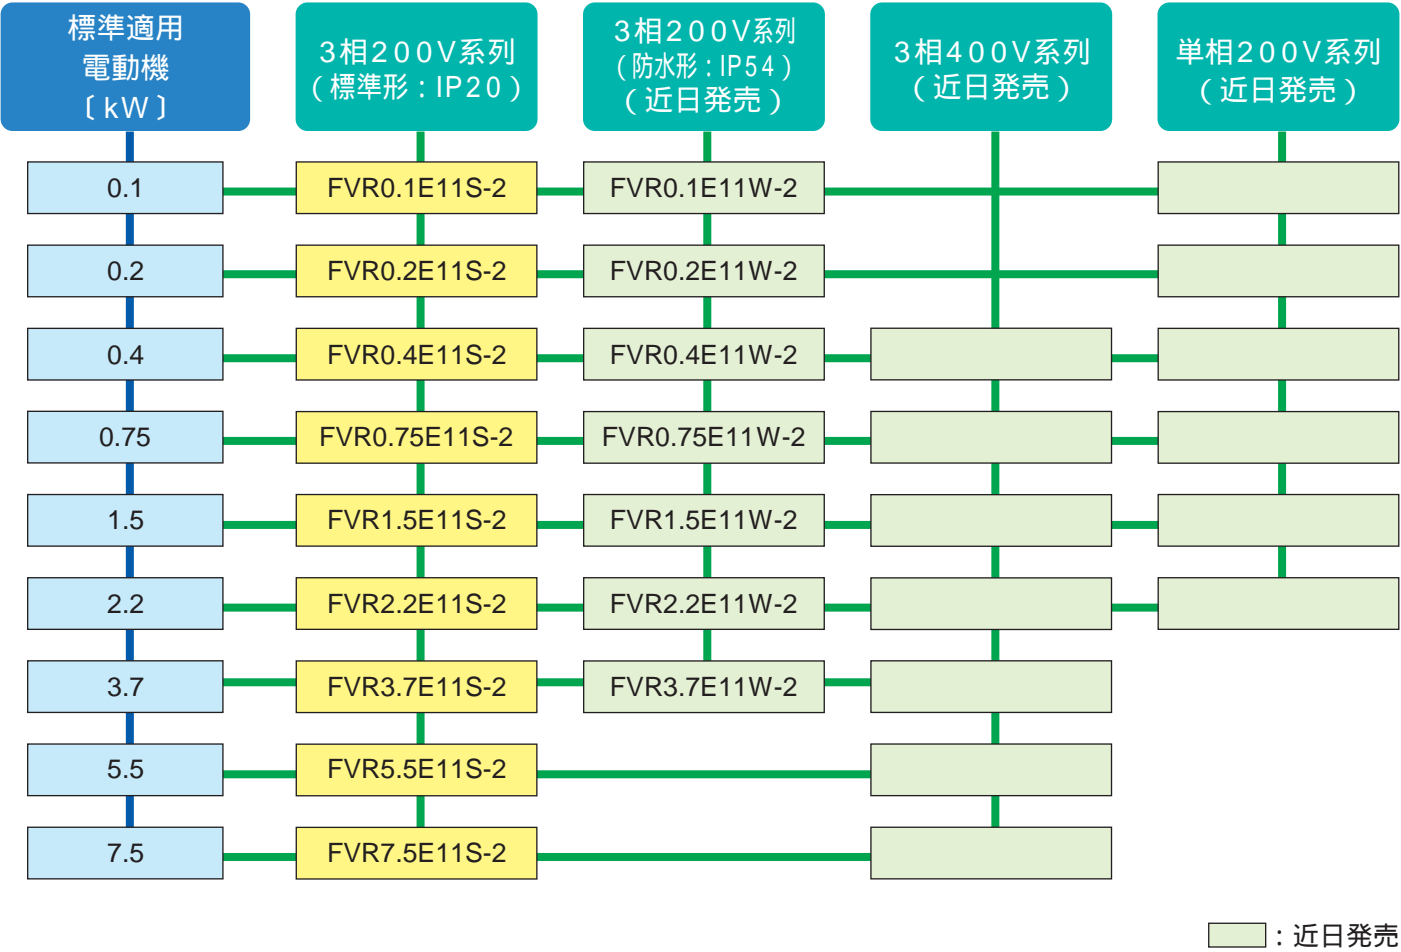 標準適用
電動機
〔kW〕
3相200V系列
（標準形：IP20）
3相200V系列
（防水形：IP54）
（近日発売）
3相400V系列
（近日発売）
単相200V系列
（近日発売）
0.1
FVR0.1E11S-2
FVR0.1E11W-2
0.2
FVR0.2E11S-2
FVR0.2E11W-2
0.4
FVR0.4E11S-2
FVR0.4E11W-2
0.75
FVR0.75E11S-2
FVR0.75E11W-2
1.5
FVR1.5E11S-2
FVR1.5E11W-2
2.2
FVR2.2E11S-2
FVR2.2E11W-2
3.7
FVR3.7E11S-2
FVR3.7E11W-2
5.5
FVR5.5E11S-2
7.5
FVR7.5E11S-2
：近日発売